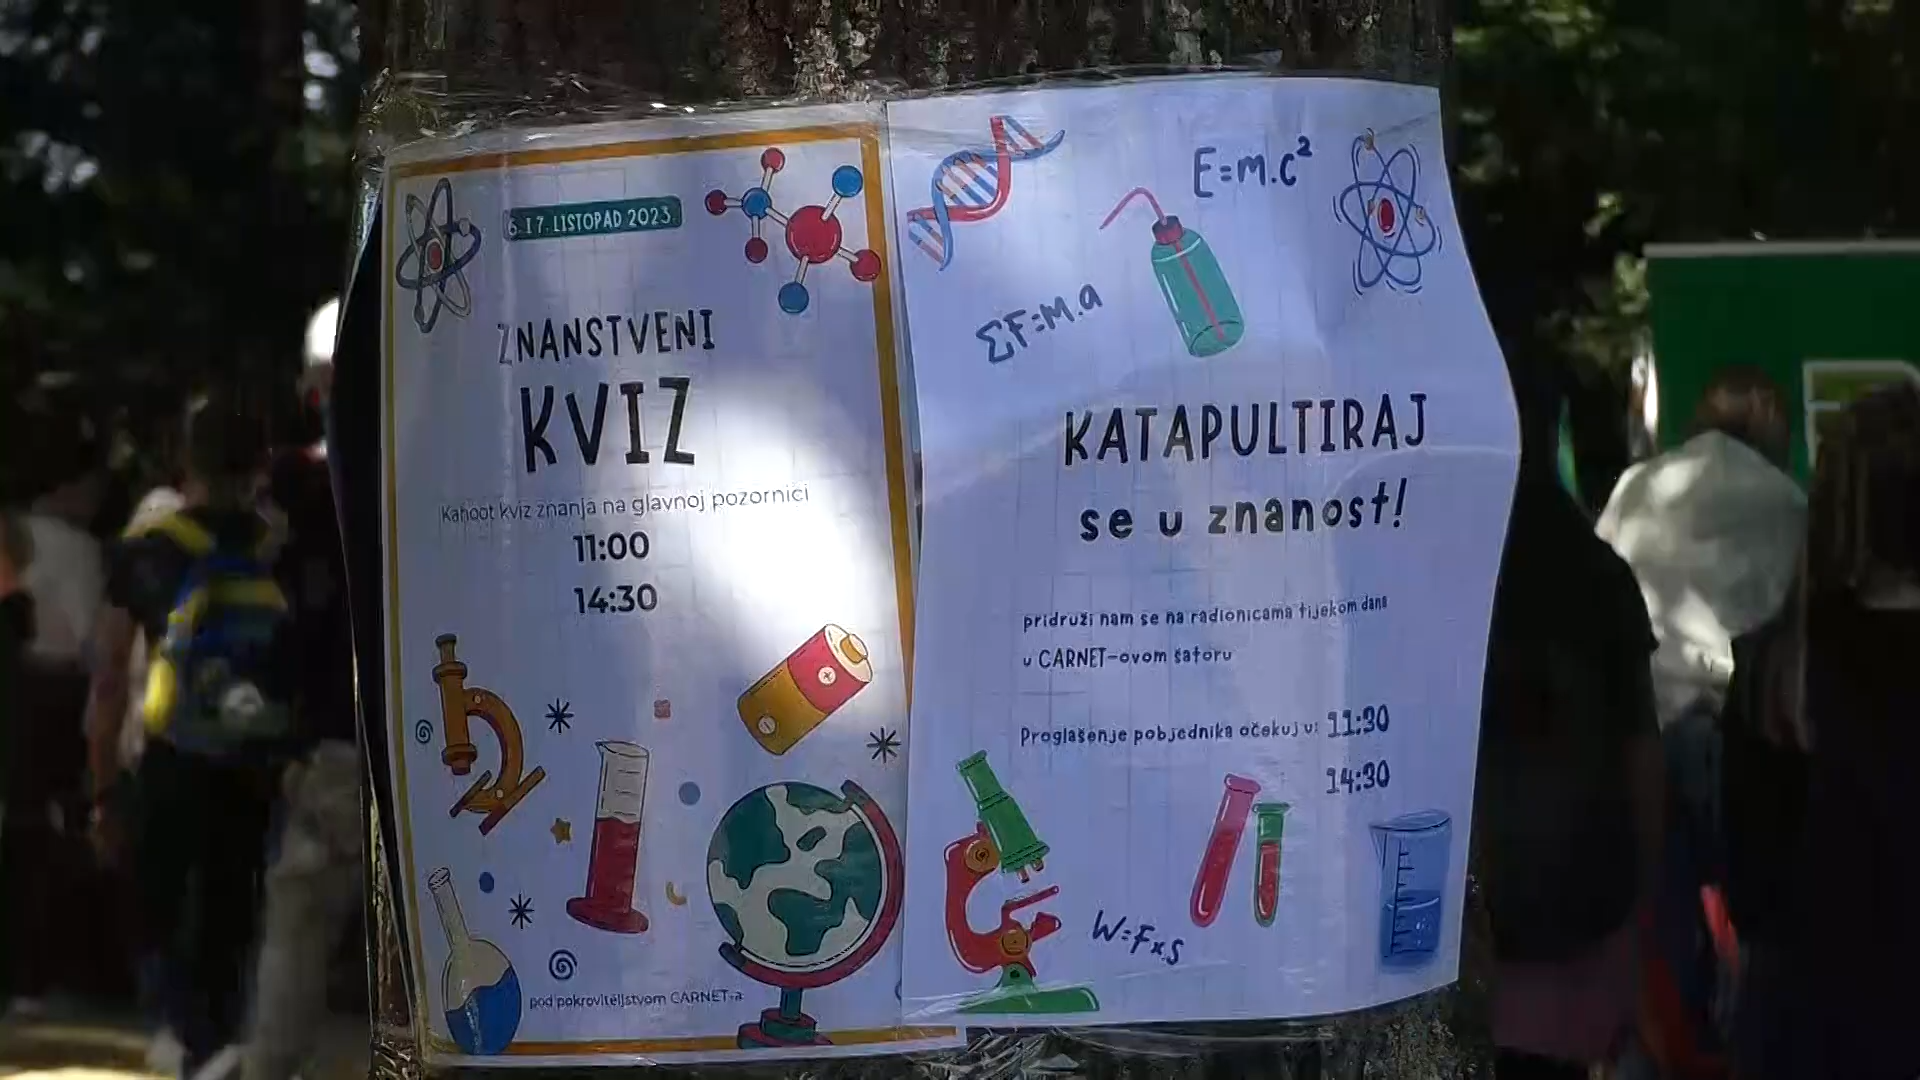 6. I 7. LISTOPAD 2023.
ZNANSTVENI
KVIZ
Kahoot kviz znanja na glavnoj pozornici
11:00
14:30
pod pokroviteljstvom CARNET-a
E=m.c²
ΣF=m.a
KATAPULTIRAJ
se u znanost!
pridruži nam se na radionicama tijekom dana
u CARNET-ovom šatoru
Proglašenje pobjednika očekuj u: 11:30
14:30
W=F×S